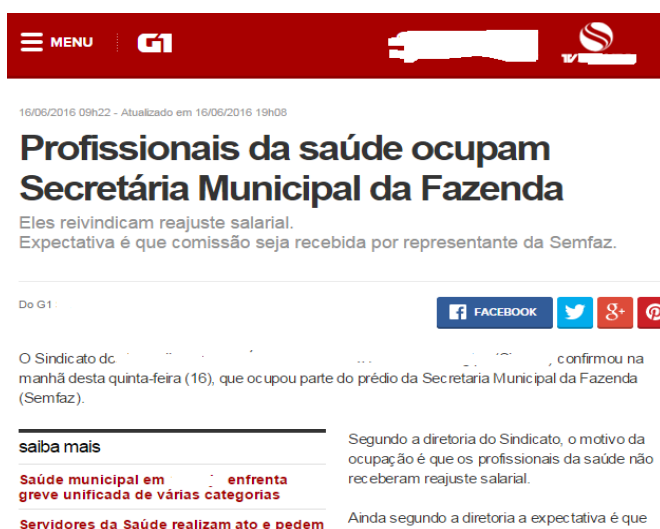 MENU
G1
TV
16/06/2016 09h22 - Atualizado em 16/06/2016 19h08
Profissionais da saúde ocupam
Secretária Municipal da Fazenda
Eles reivindicam reajuste salarial.
Expectativa é que comissão seja recebida por representante da Semfaz.
Do G1
FACEBOOK
8+
O Sindicato do confirmou na
manhã desta quinta-feira (16), que ocupou parte do prédio da Secretaria Municipal da Fazenda
(Semfaz).
saiba mais
Saúde municipal em enfrenta
greve unificada de várias categorias
Servidores da Saúde realizam ato e pedem
Segundo a diretoria do Sindicato, o motivo da
ocupação é que os profissionais da saúde não
receberam reajuste salarial.
Ainda segundo a diretoria a expectativa é que